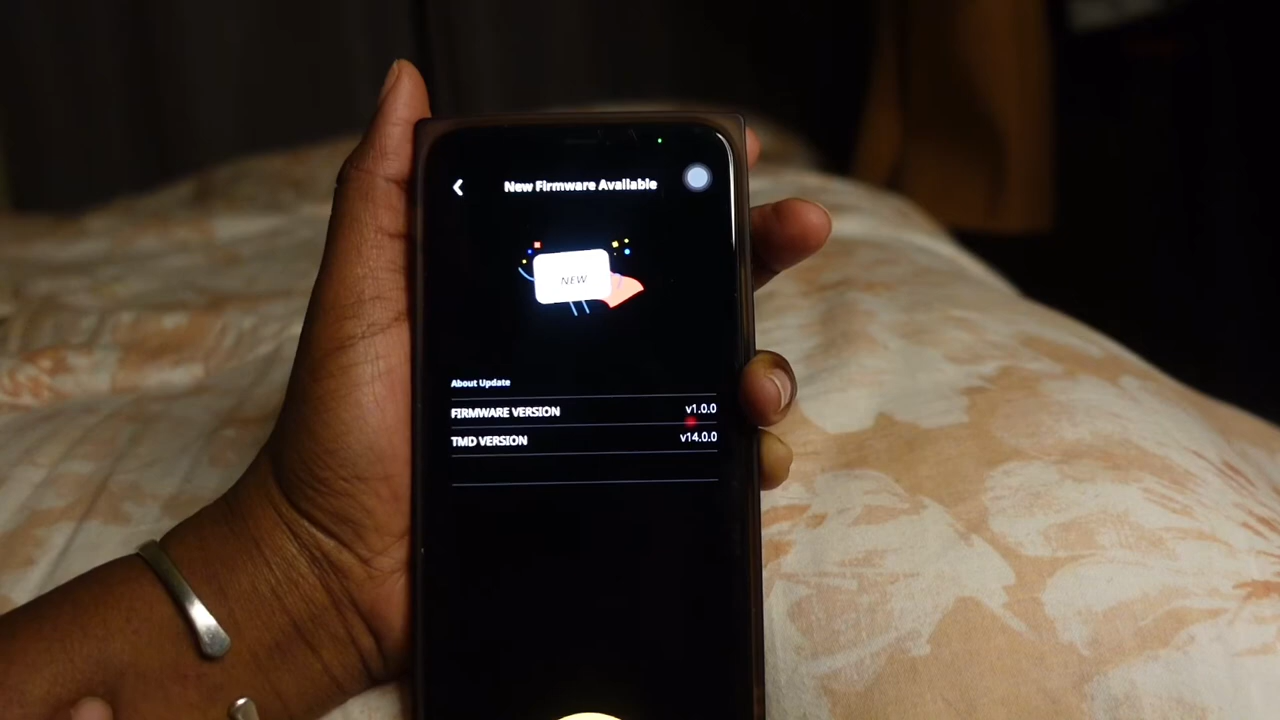 New Firmware Available
NEW
About Update
FIRMWARE VERSION v1.0.0
TMD VERSION v14.0.0